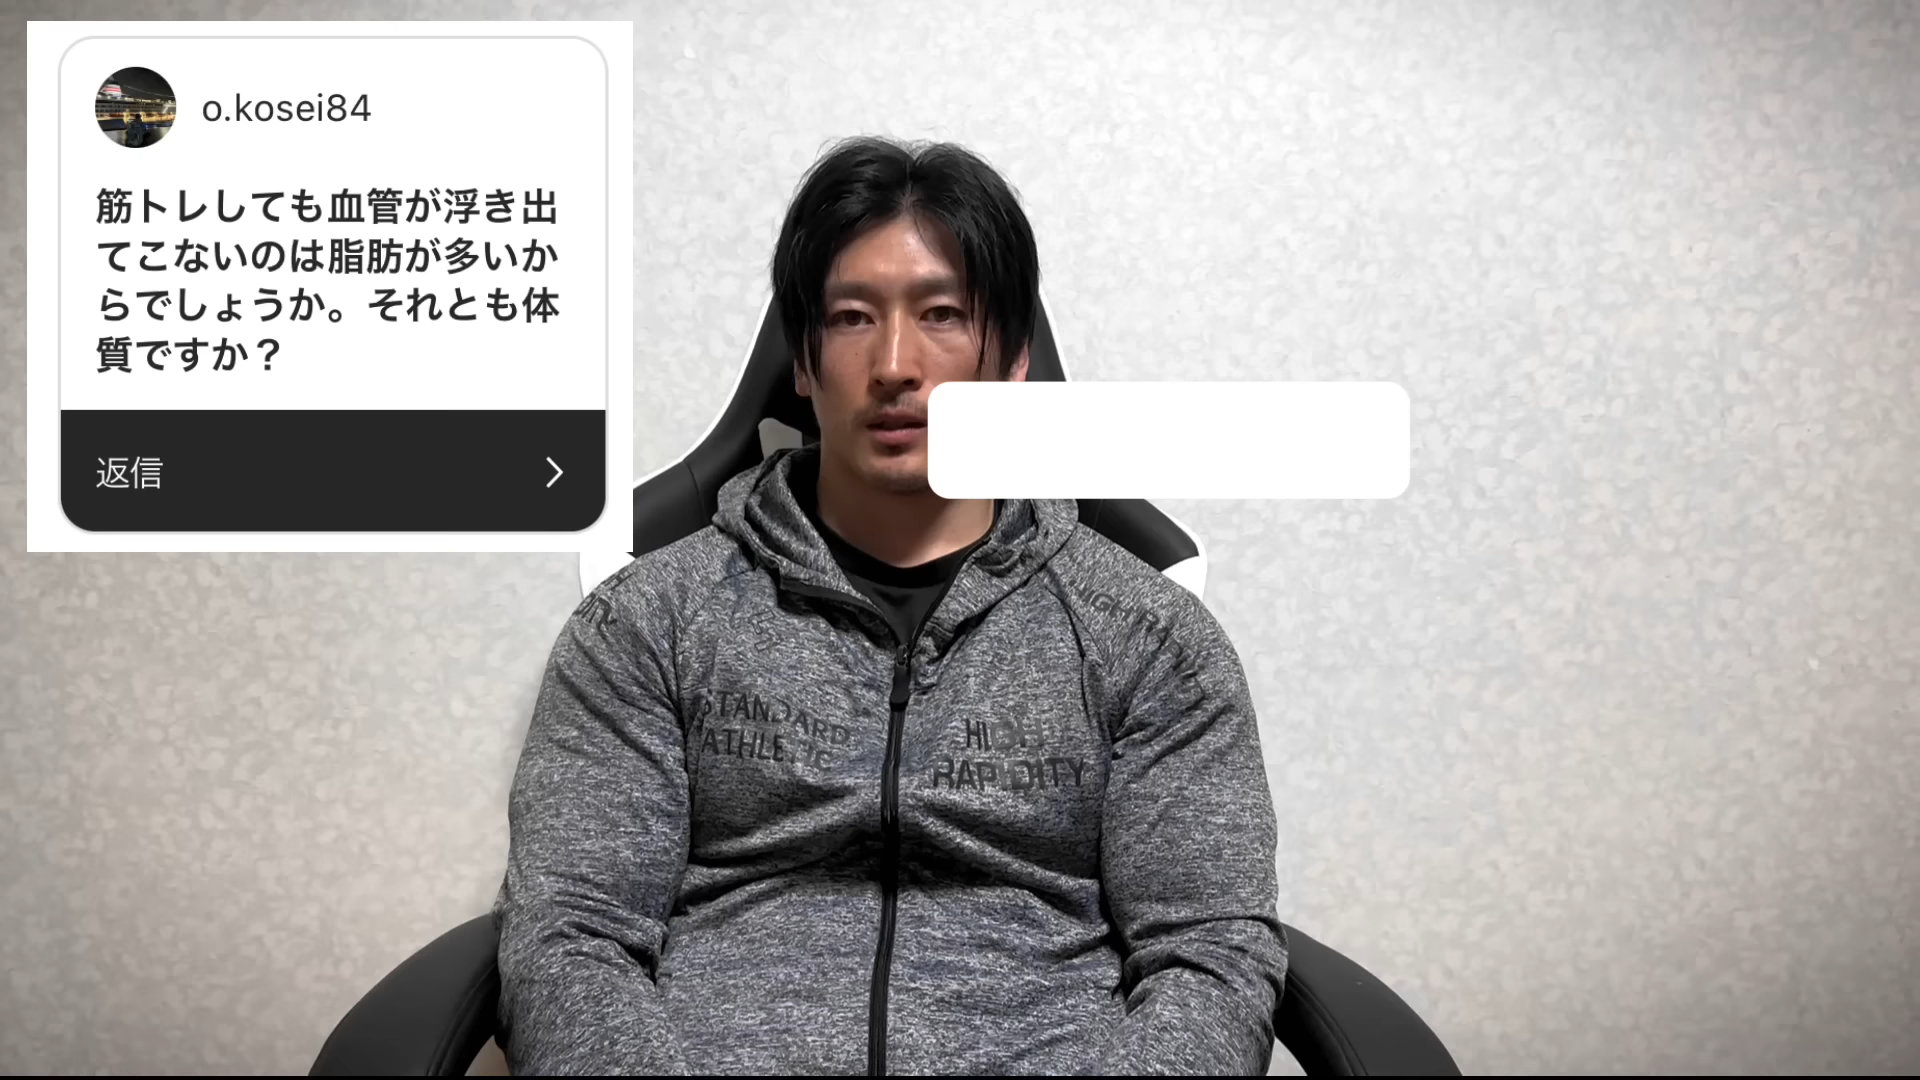 o.kosei84
筋トレしても血管が浮き出
てこないのは脂肪が多いか
らでしょうか。それとも体
質ですか？
返信
STANDARD
ATHLETE
HIGH
RAPIDITY